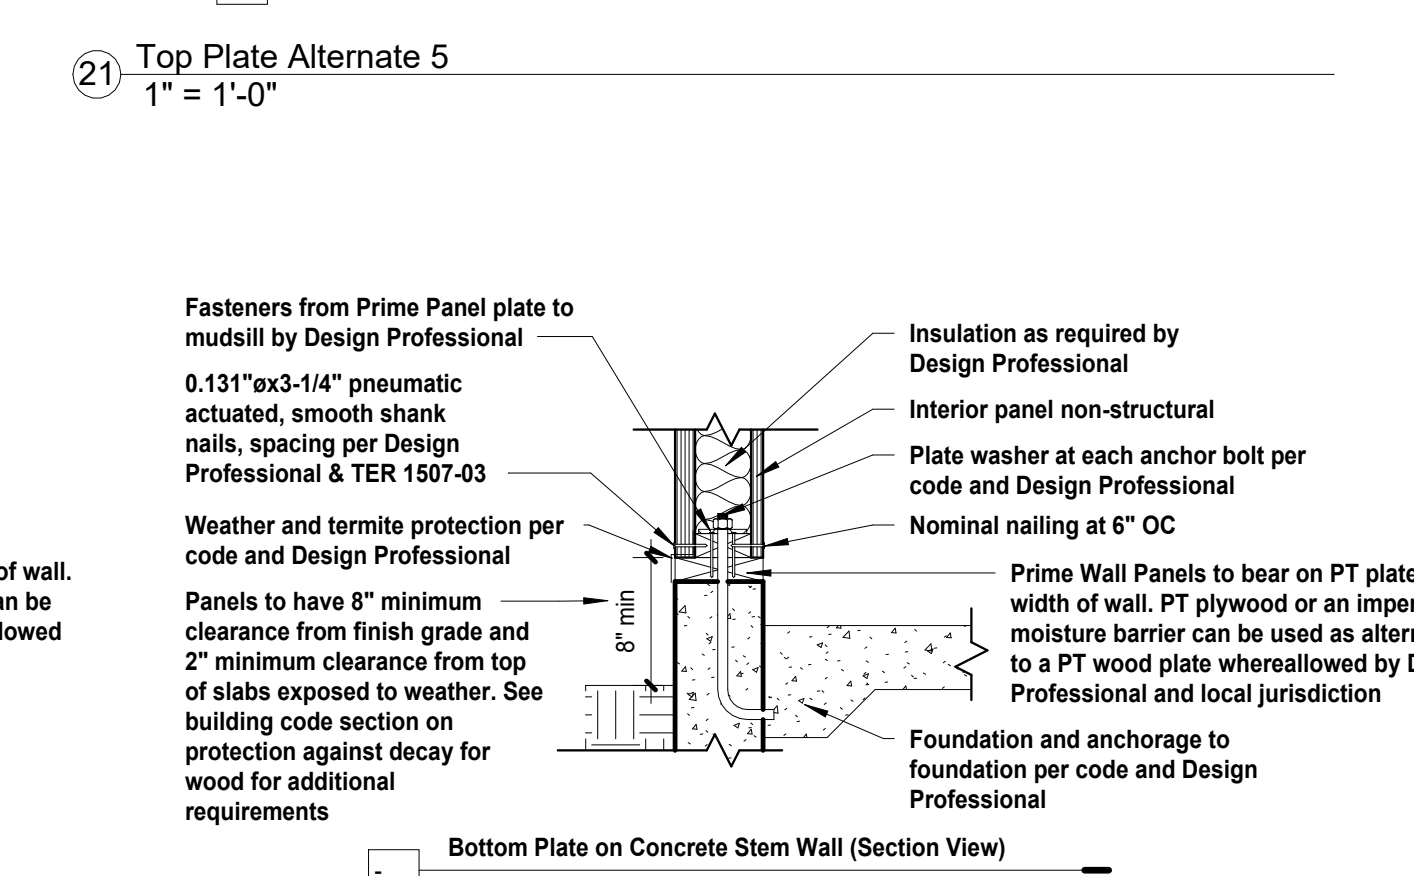 21
Top Plate Alternate 5
1" = 1'-0"
Fasteners from Prime Panel plate to
mudsill by Design Professional
0.131"øx3-1/4" pneumatic
actuated, smooth shank
nails, spacing per Design
Professional & TER 1507-03
Weather and termite protection per
code and Design Professional
Panels to have 8" minimum
clearance from finish grade and
2" minimum clearance from top
of slabs exposed to weather. See
building code section on
protection against decay for
wood for additional
requirements
of wall.
an be
lowed
8" min
Insulation as required by
Design Professional
Interior panel non-structural
Plate washer at each anchor bolt per
code and Design Professional
Nominal nailing at 6" OC
Prime Wall Panels to bear on PT plate
width of wall. PT plywood or an imper
moisture barrier can be used as altern
to a PT wood plate whereallowed by D
Professional and local jurisdiction
Foundation and anchorage to
foundation per code and Design
Professional
Bottom Plate on Concrete Stem Wall (Section View)
-